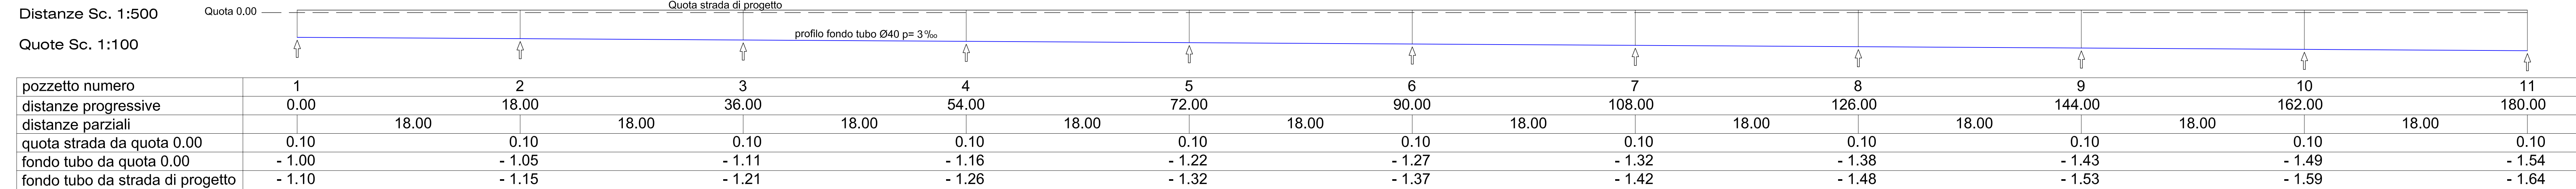 Distanze Sc. 1:500
Quota 0.00
Quota strada di progetto
Quote Sc. 1:100
profilo fondo tubo Ø40 p= 3‰
pozzetto numero 1 2 3 4 5 6 7 8 9 10 11
distanze progressive 0.00 18.00 36.00 54.00 72.00 90.00 108.00 126.00 144.00 162.00 180.00
distanze parziali 18.00 18.00 18.00 18.00 18.00 18.00 18.00 18.00 18.00 18.00
quota strada da quota 0.00 0.10 0.10 0.10 0.10 0.10 0.10 0.10 0.10 0.10 0.10 0.10
fondo tubo da quota 0.00 - 1.00 - 1.05 - 1.11 - 1.16 - 1.22 - 1.27 - 1.32 - 1.38 - 1.43 - 1.49 - 1.54
fondo tubo da strada di progetto - 1.10 - 1.15 - 1.21 - 1.26 - 1.32 - 1.37 - 1.42 - 1.48 - 1.53 - 1.59 - 1.64